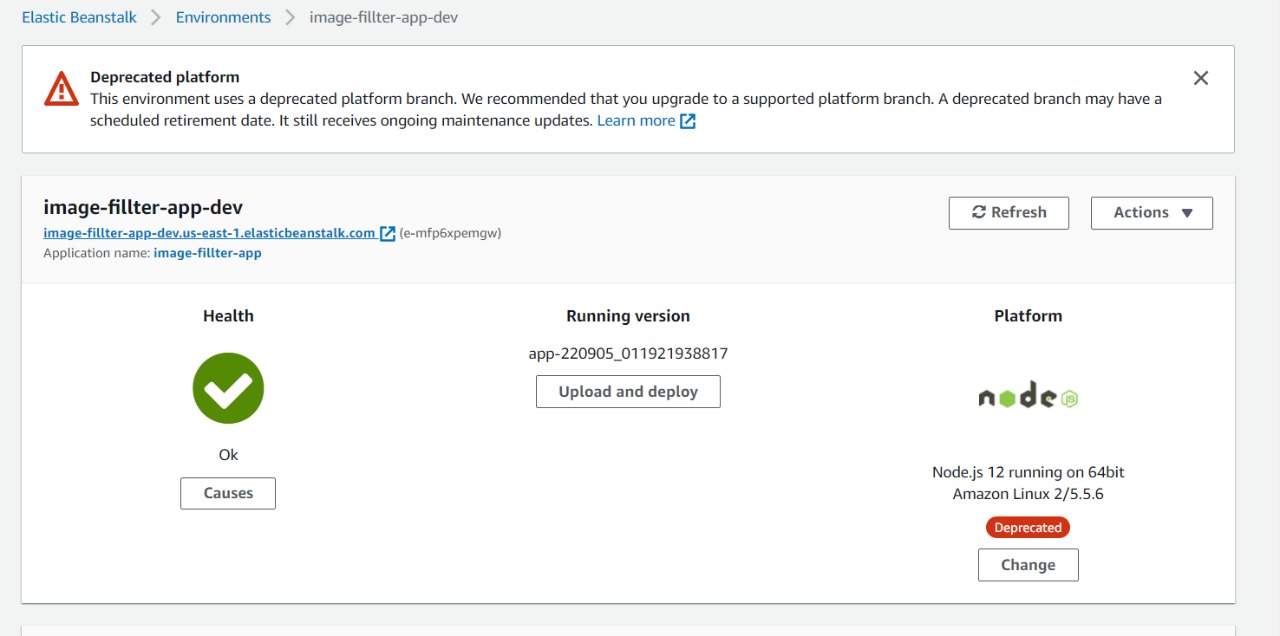 Elastic Beanstalk > Environments > image-fillter-app-dev
Deprecated platform
This environment uses a deprecated platform branch. We recommended that you upgrade to a supported platform branch. A deprecated branch may have a
scheduled retirement date. It still receives ongoing maintenance updates. Learn more
image-fillter-app-dev
Refresh
Actions
image-fillter-app-dev.us-east-1.elasticbeanstalk.com (e-mfp6xpemgw)
Application name: image-fillter-app
Health
Ok
Causes
Running version
app-220905_011921938817
Upload and deploy
Platform
node JS
Node.js 12 running on 64bit
Amazon Linux 2/5.5.6
Deprecated
Change